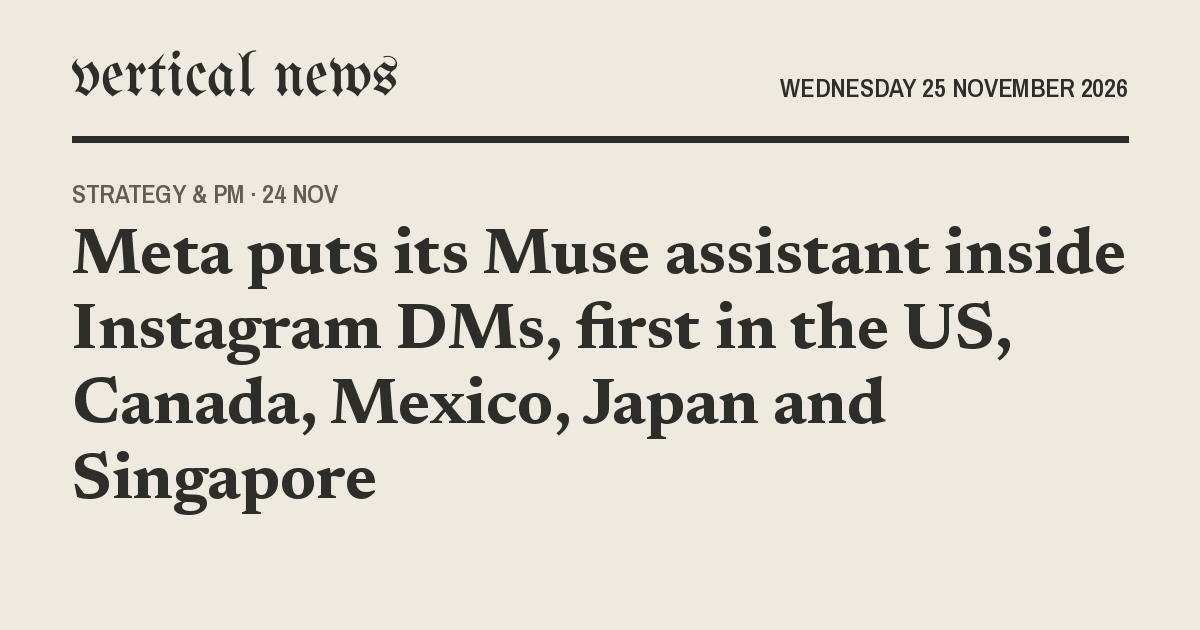 vertical news
WEDNESDAY 25 NOVEMBER 2026
STRATEGY & PM · 24 NOV
Meta puts its Muse assistant inside
Instagram DMs, first in the US,
Canada, Mexico, Japan and
Singapore